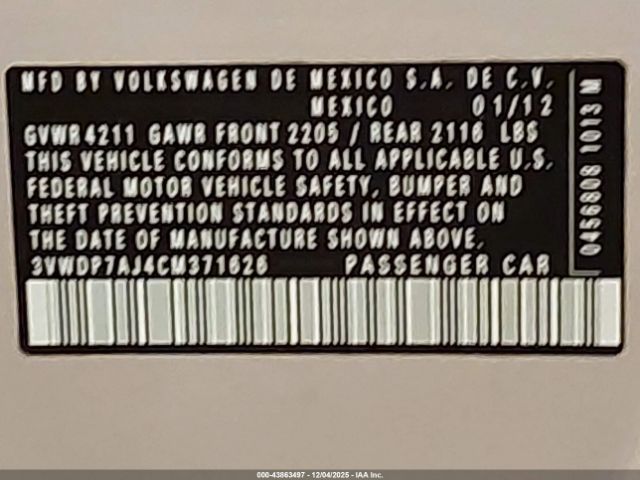 MFD BY VOLKSWAGEN DE MEXICO S.A. DE C.V.
MEXICO 01/12
GVWR 4211 GAWR FRONT 2205 / REAR 2116 LBS
THIS VEHICLE CONFORMS TO ALL APPLICABLE U.S.
FEDERAL MOTOR VEHICLE SAFETY, BUMPER AND
THEFT PREVENTION STANDARDS IN EFFECT ON
THE DATE OF MANUFACTURE SHOWN ABOVE.
3VWDP7AJ4CM371626 PASSENGER CAR
0456808 1013 M
000-43863497 - 12/04/2025 - IAA Inc.